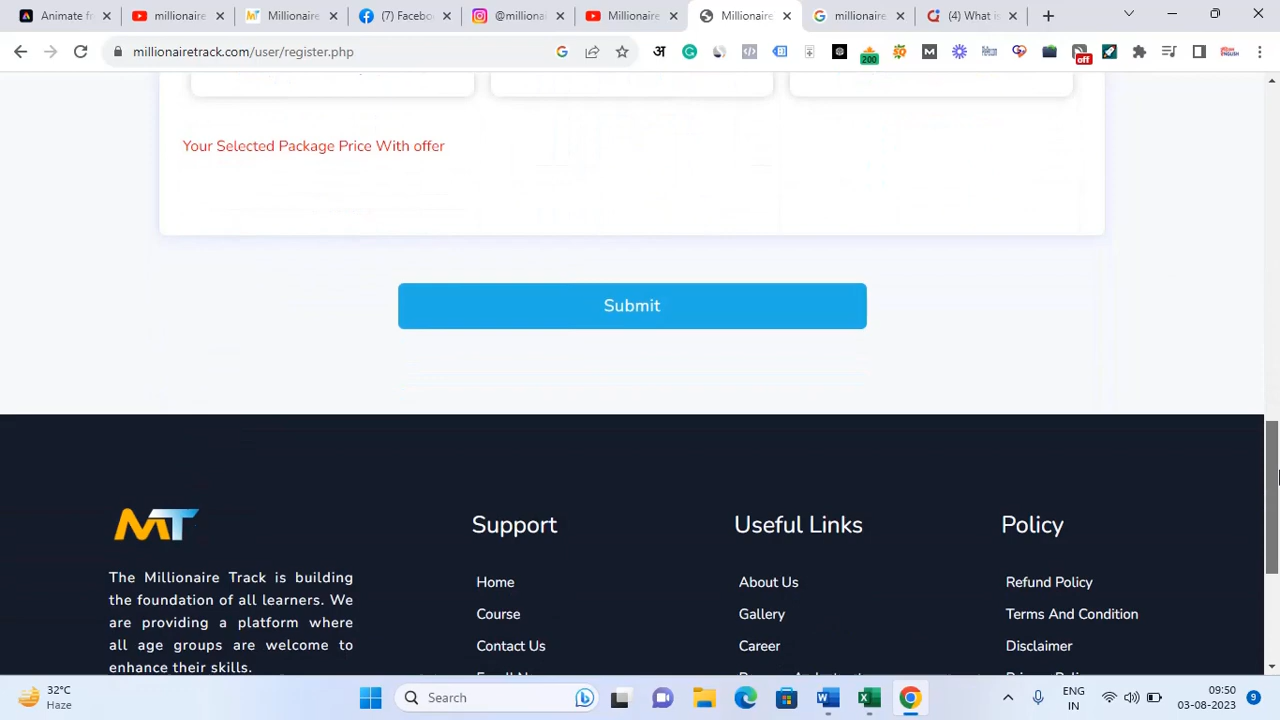 Animate fr
millionaire
Millionaire
(7) Facebo
@milliona
Millionaire
Millionaire
millionaire
(4) What is
millionairetrack.com/user/register.php
अ
200
off
Your Selected Package Price With offer
Submit
MT
Support
Useful Links
Policy
The Millionaire Track is building
the foundation of all learners. We
are providing a platform where
all age groups are welcome to
enhance their skills.
Home
Course
Contact Us
About Us
Gallery
Career
Refund Policy
Terms And Condition
Disclaimer
32°C
Haze
Search
ENG
IN
09:50
03-08-2023
9